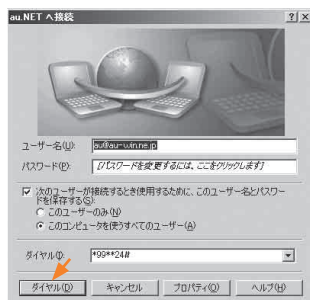 au.NET へ接続
ユーザー名(U):
au@au-win.ne.jp
パスワード(P):
[パスワードを変更するには、ここをクリックします]
次のユーザーが接続するとき使用するために、このユーザー名とパスワー
ドを保存する(S):
このユーザーのみ(N)
このコンピュータを使うすべてのユーザー(A)
ダイヤル(I):
*99**24#
ダイヤル(D) キャンセル プロパティ(O) ヘルプ(H)